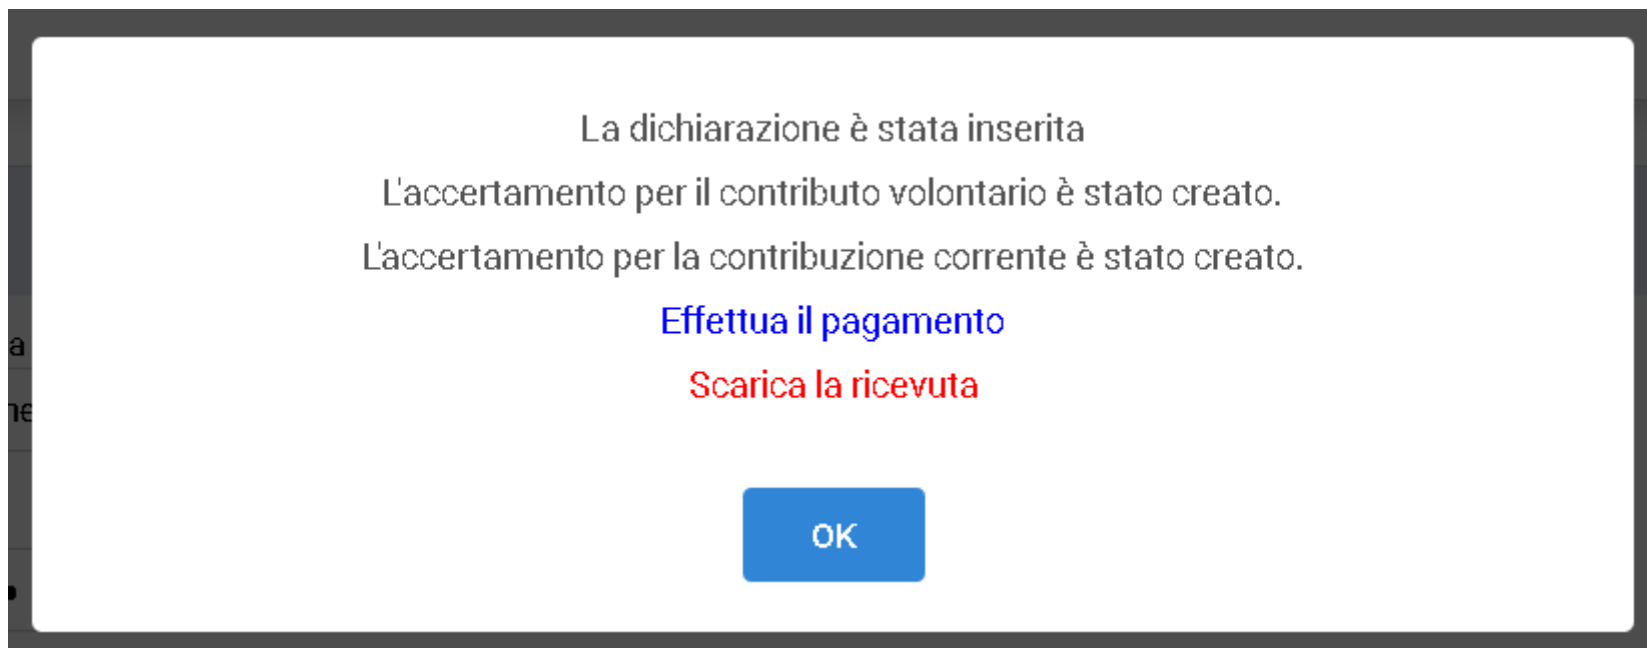 La dichiarazione è stata inserita
L'accertamento per il contributo volontario è stato creato.
L'accertamento per la contribuzione corrente è stato creato.
Effettua il pagamento
Scarica la ricevuta
OK